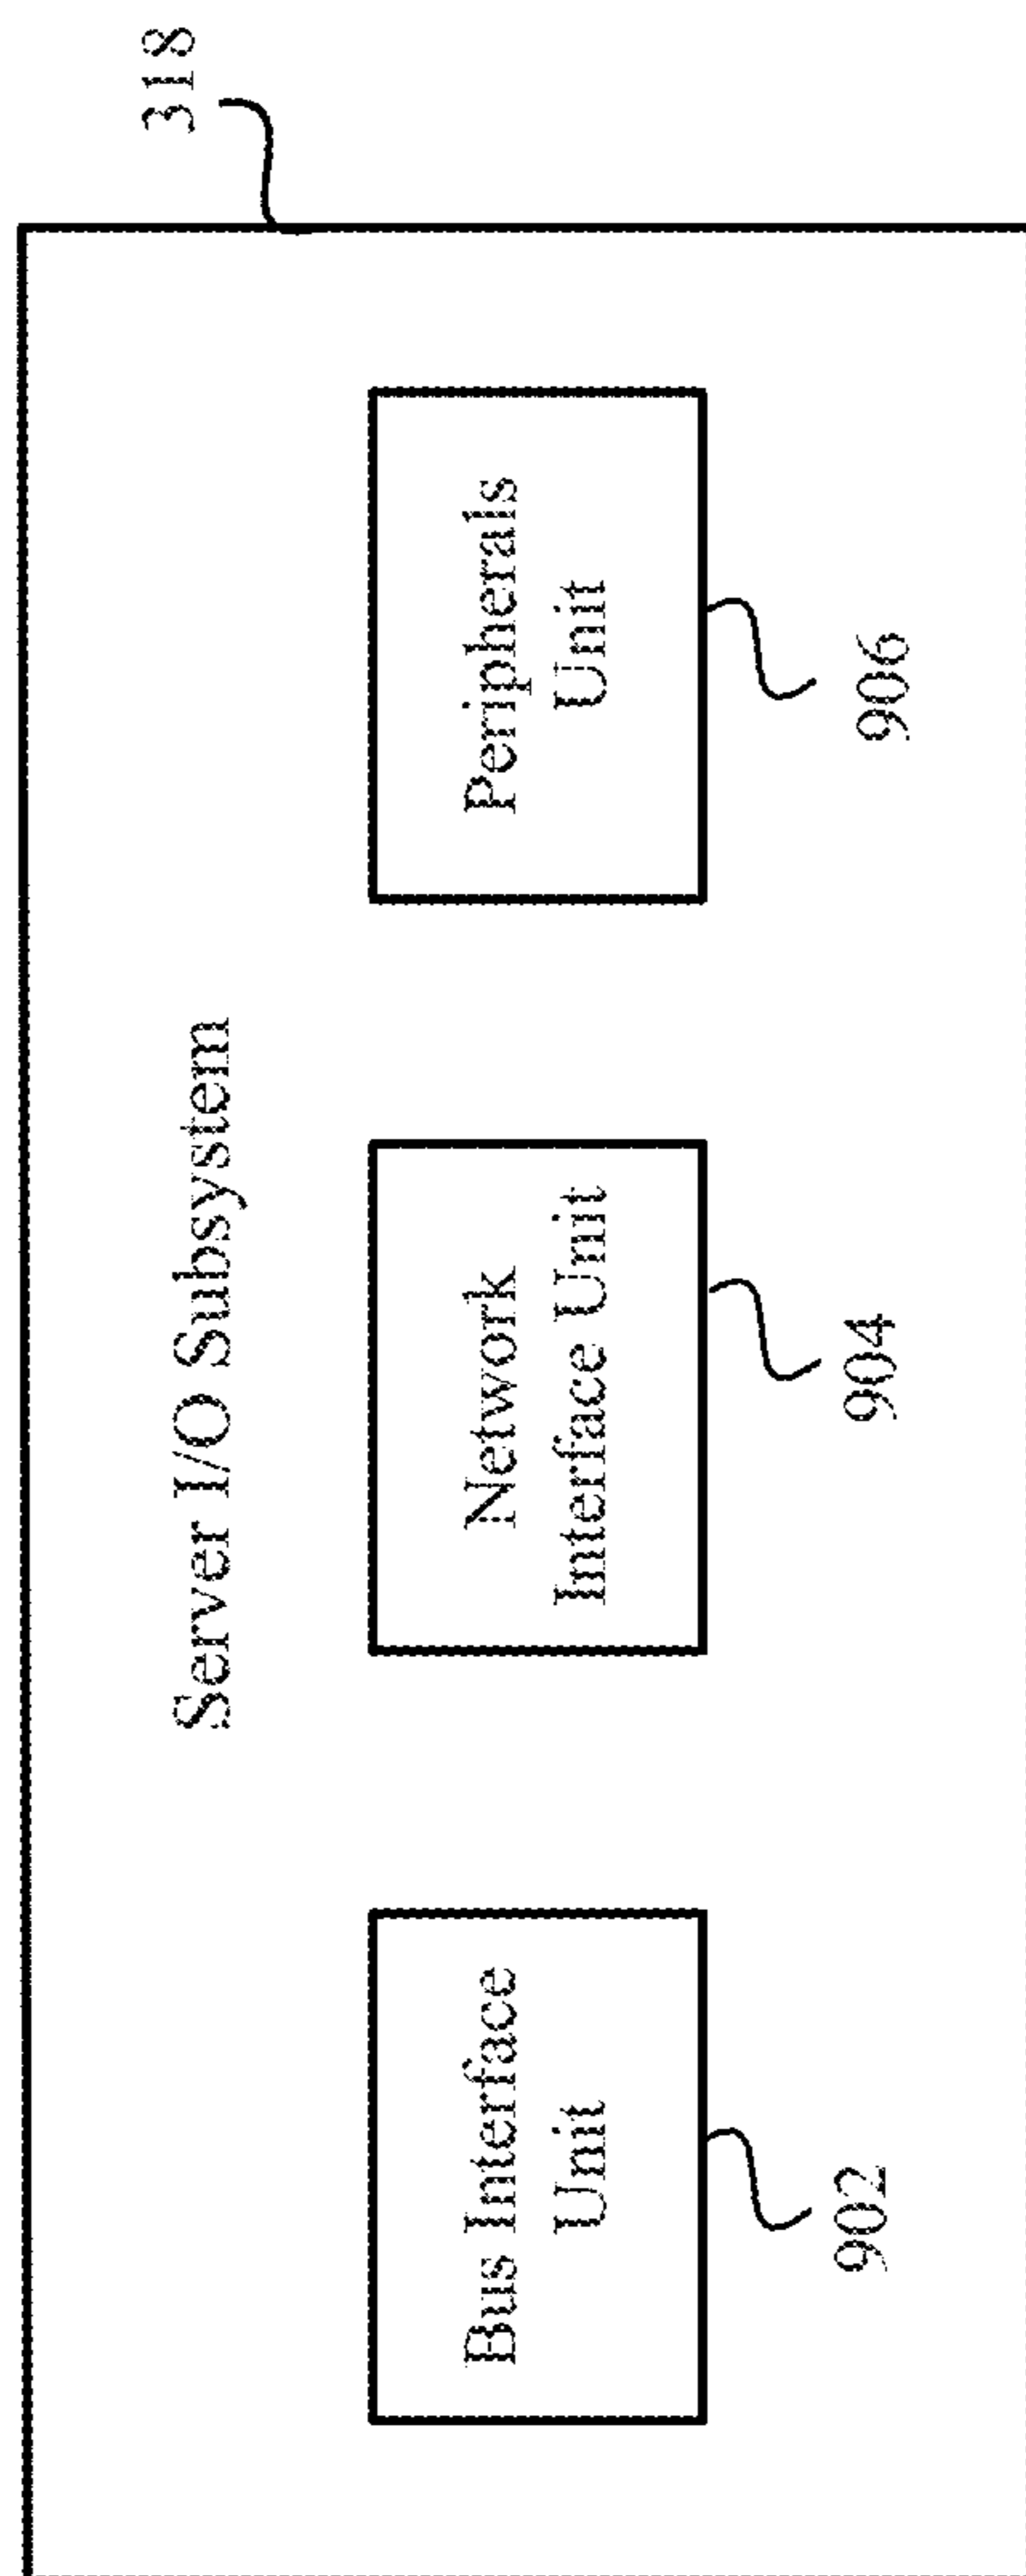 318
Server I/O Subsystem
Bus Interface
Unit
902
Network
Interface Unit
904
Peripherals
Unit
906